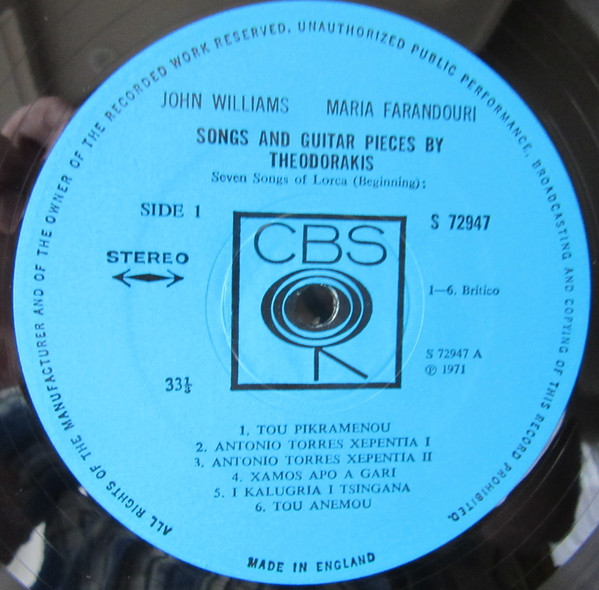 ALL RIGHTS OF THE MANUFACTURER AND OF THE OWNER OF THE RECORDED WORK RESERVED. UNAUTHORIZED PUBLIC PERFORMANCE, BROADCASTING AND COPYING OF THIS RECORD PROHIBITED.
JOHN WILLIAMS MARIA FARANDOURI
SONGS AND GUITAR PIECES BY
THEODORAKIS
Seven Songs of Lorca (Beginning):
SIDE 1
S 72947
STEREO
CBS
1—6. Britico
S 72947 A
℗ 1971
33⅓
1. TOU PIKRAMENOU
2. ANTONIO TORRES XEPENTIA I
3. ANTONIO TORRES XEPENTIA II
4. XAMOS APO A GARI
5. I KALUGRIA I TSINGANA
6. TOU ANEMOU
MADE IN ENGLAND